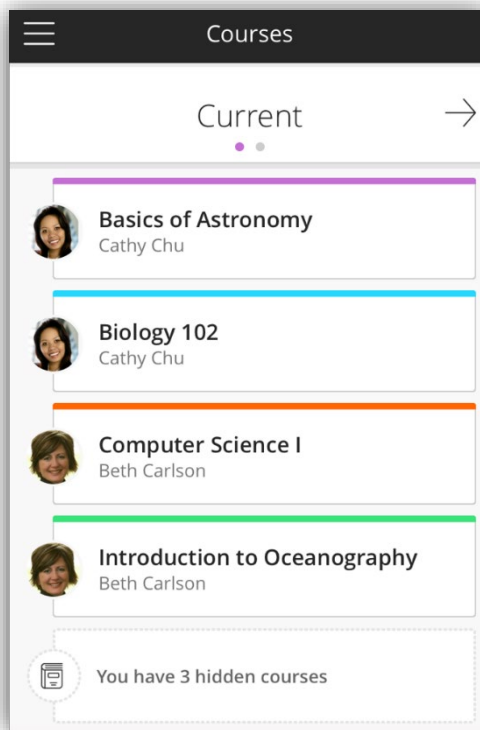 Courses
Current
Basics of Astronomy
Cathy Chu
Biology 102
Cathy Chu
Computer Science I
Beth Carlson
Introduction to Oceanography
Beth Carlson
You have 3 hidden courses